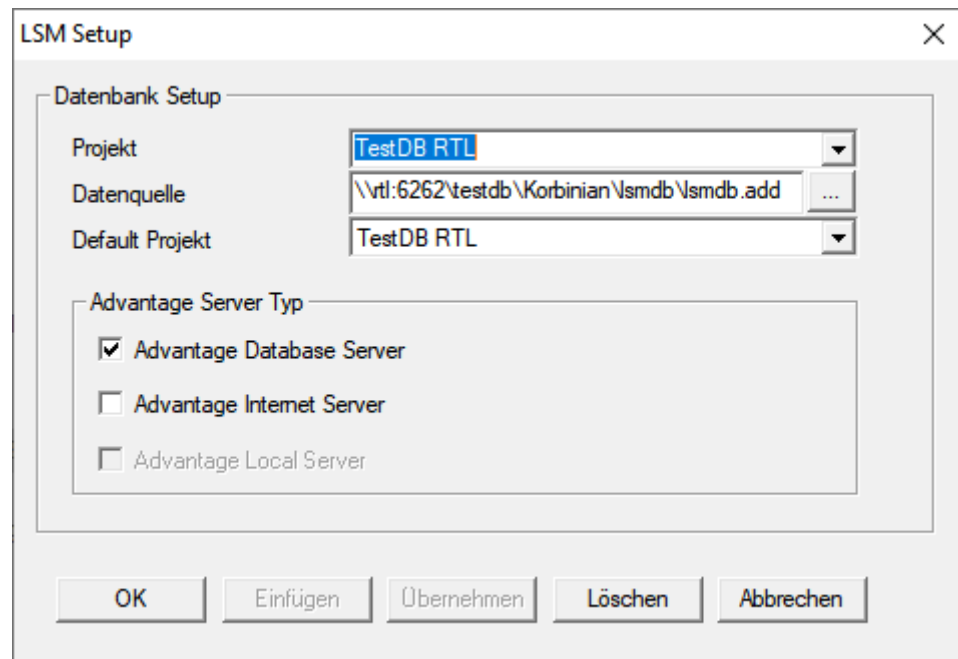 LSM Setup
Datenbank Setup
Projekt
TestDB RTL
Datenquelle
\\rtl:6262\testdb\Korbinian\lsmdb\lsmdb.add
...
Default Projekt
TestDB RTL
Advantage Server Typ
Advantage Database Server
Advantage Internet Server
Advantage Local Server
OK
Einfügen
Übernehmen
Löschen
Abbrechen